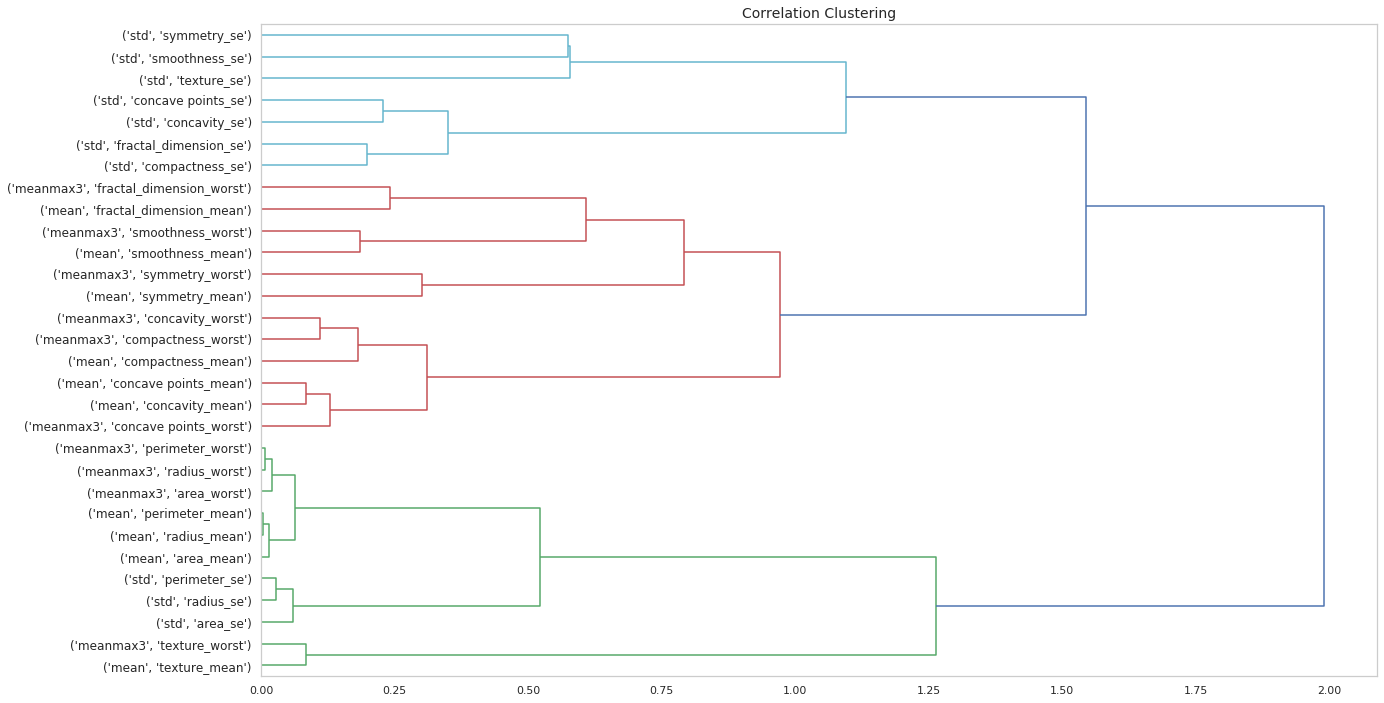 Correlation Clustering
('std', 'symmetry_se')
('std', 'smoothness_se')
('std', 'texture_se')
('std', 'concave points_se')
('std', 'concavity_se')
('std', 'fractal_dimension_se')
('std', 'compactness_se')
('meanmax3', 'fractal_dimension_worst')
('mean', 'fractal_dimension_mean')
('meanmax3', 'smoothness_worst')
('mean', 'smoothness_mean')
('meanmax3', 'symmetry_worst')
('mean', 'symmetry_mean')
('meanmax3', 'concavity_worst')
('meanmax3', 'compactness_worst')
('mean', 'compactness_mean')
('mean', 'concave points_mean')
('mean', 'concavity_mean')
('meanmax3', 'concave points_worst')
('meanmax3', 'perimeter_worst')
('meanmax3', 'radius_worst')
('meanmax3', 'area_worst')
('mean', 'perimeter_mean')
('mean', 'radius_mean')
('mean', 'area_mean')
('std', 'perimeter_se')
('std', 'radius_se')
('std', 'area_se')
('meanmax3', 'texture_worst')
('mean', 'texture_mean')
0.00 0.25 0.50 0.75 1.00 1.25 1.50 1.75 2.00